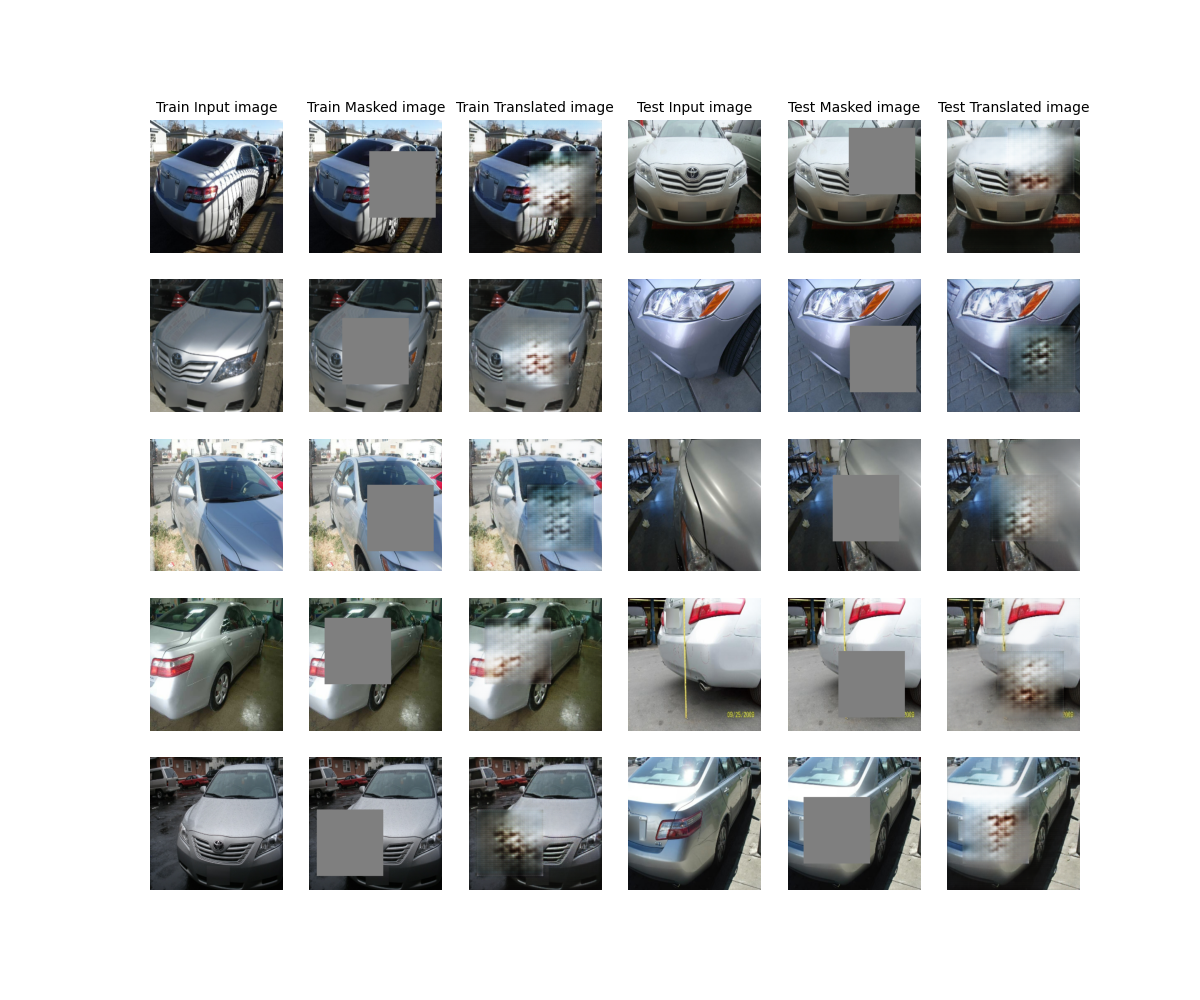 Train Input image
Train Masked image
Train Translated image
Test Input image
Test Masked image
Test Translated image